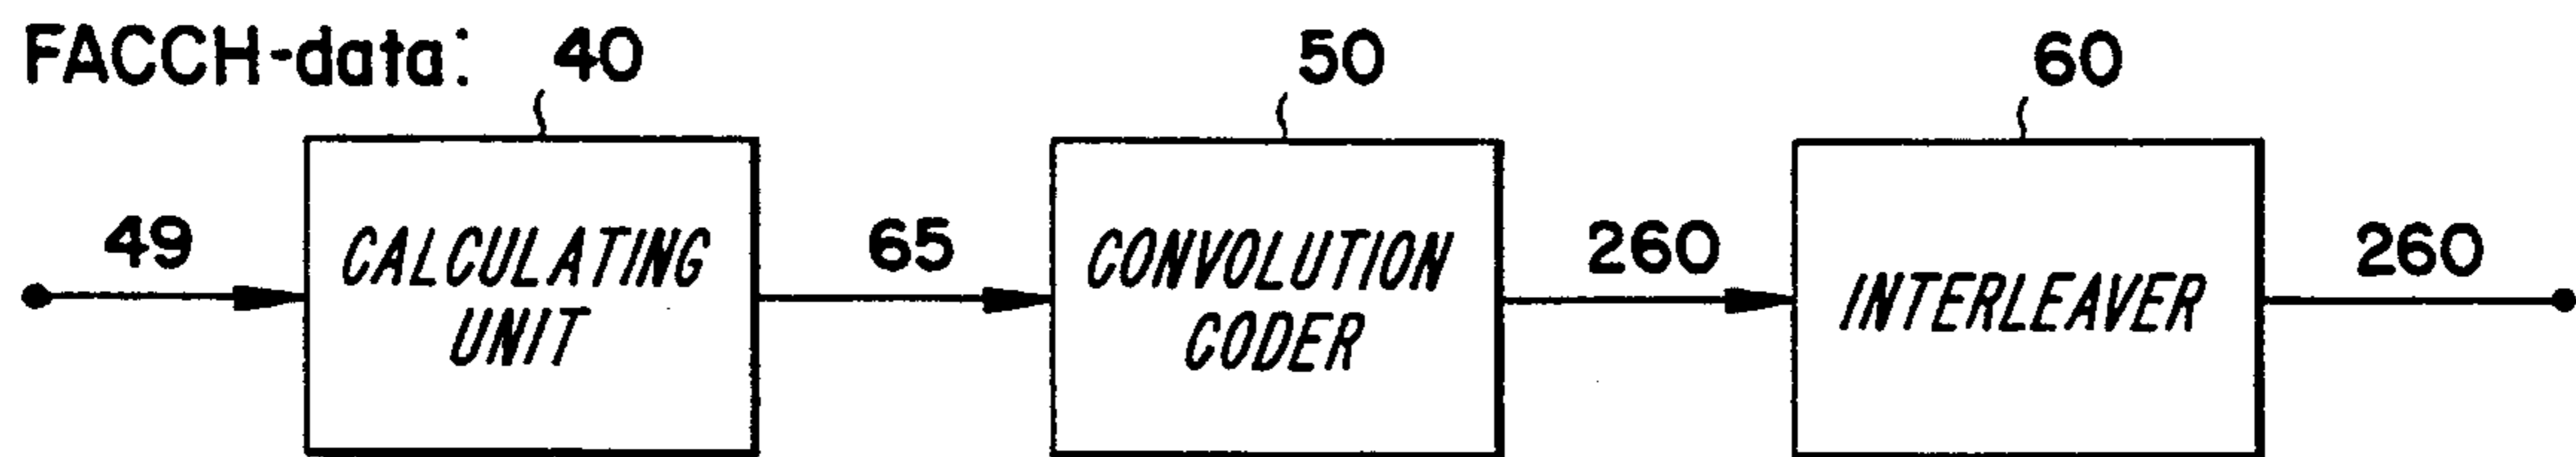 FACCH-data:
40
50
60
49
CALCULATING
UNIT
65
CONVOLUTION
CODER
260
INTERLEAVER
260